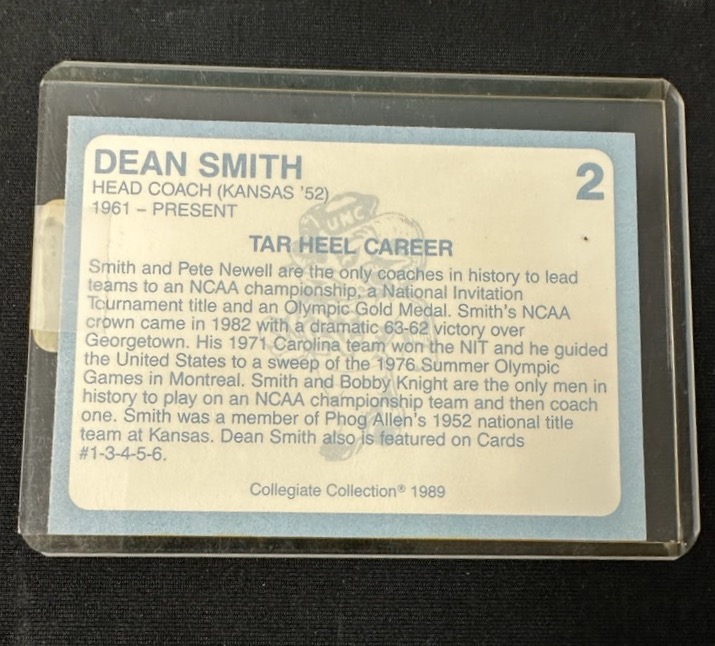 DEAN SMITH
2
HEAD COACH (KANSAS '52)
1961 – PRESENT
UNC
TAR HEEL CAREER
Smith and Pete Newell are the only coaches in history to lead
teams to an NCAA championship, a National Invitation
Tournament title and an Olympic Gold Medal. Smith's NCAA
crown came in 1982 with a dramatic 63-62 victory over
Georgetown. His 1971 Carolina team won the NIT and he guided
the United States to a sweep of the 1976 Summer Olympic
Games in Montreal. Smith and Bobby Knight are the only men in
history to play on an NCAA championship team and then coach
one. Smith was a member of Phog Allen's 1952 national title
team at Kansas. Dean Smith also is featured on Cards
#1-3-4-5-6.
Collegiate Collection® 1989